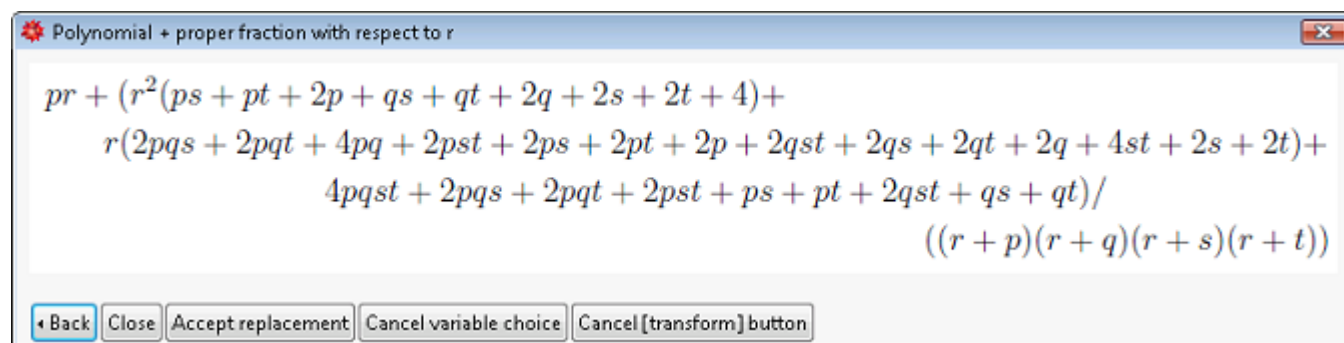 Polynomial + proper fraction with respect to r
pr + (r²(ps + pt + 2p + qs + qt + 2q + 2s + 2t + 4)+
r(2pqs + 2pqt + 4pq + 2pst + 2ps + 2pt + 2p + 2qst + 2qs + 2qt + 2q + 4st + 2s + 2t)+
4pqst + 2pqs + 2pqt + 2pst + ps + pt + 2qst + qs + qt)/
((r + p)(r + q)(r + s)(r + t))
Back Close Accept replacement Cancel variable choice Cancel [transform] button